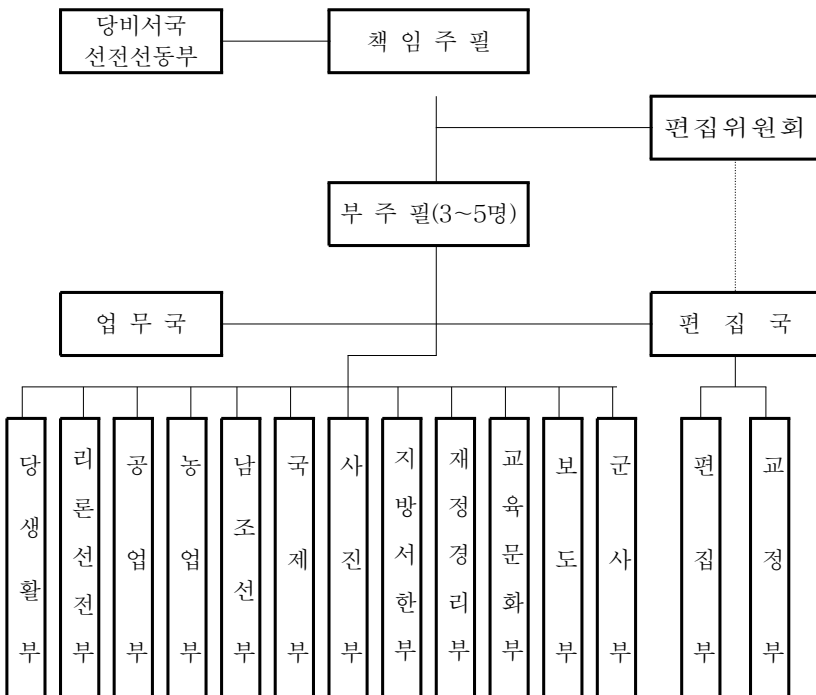 당비서국
선전선동부
책 임 주 필
편집위원회
부 주 필(3~5명)
업 무 국
편 집 국
당생활부
리론선전부
공업부
농업부
남조선부
국제부
사진부
지방서한부
재정경리부
교육문화부
보도부
군사부
편집부
교정부